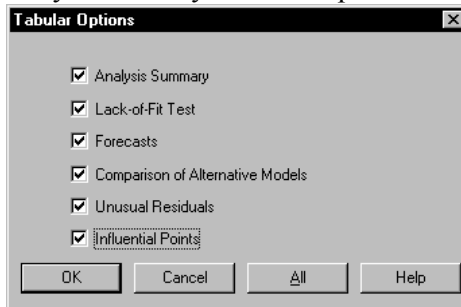 Tabular Options
Analysis Summary
Lack-of-Fit Test
Forecasts
Comparison of Alternative Models
Unusual Residuals
Influential Points
OK Cancel All Help